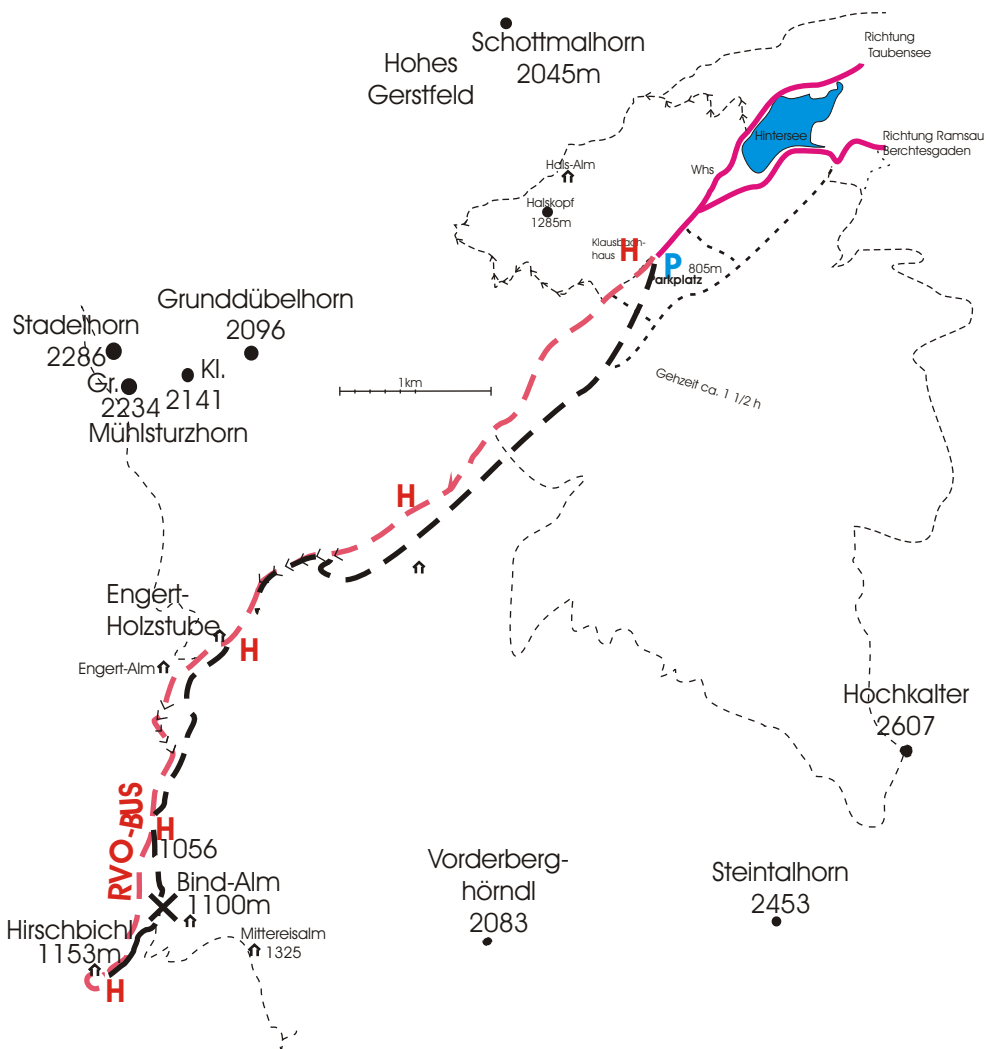 Schottmalhorn
2045m
Hohes
Gerstfeld
Richtung
Taubensee
Hintersee
Richtung Ramsau
Berchtesgaden
Whs
Hals-Alm
Halskopf
1285m
Klausbach-
haus
H
P
805m
Parkplatz
Grunddübelhorn
2096
Stadelhorn
2286
Gr.
2234
Kl.
2141
Mühlsturzhorn
1km
Gehzeit ca. 1 1/2 h
H
Engert-
Holzstube
H
Engert-Alm
Hochkalter
2607
RVO-BUS
H
1056
Bind-Alm
1100m
Vorderberg-
hörndl
2083
Steintalhorn
2453
Hirschbichl
1153m
Mittereisalm
1325
H